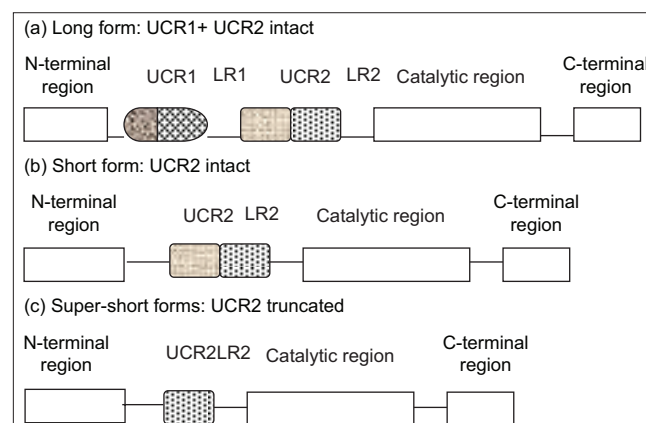 (a) Long form: UCR1+ UCR2 intact
N-terminal
region
UCR1 LR1 UCR2 LR2 Catalytic region
C-terminal
region
(b) Short form: UCR2 intact
N-terminal
region
UCR2 LR2 Catalytic region
C-terminal
region
(c) Super-short forms: UCR2 truncated
N-terminal
region
UCR2LR2 Catalytic region
C-terminal
region